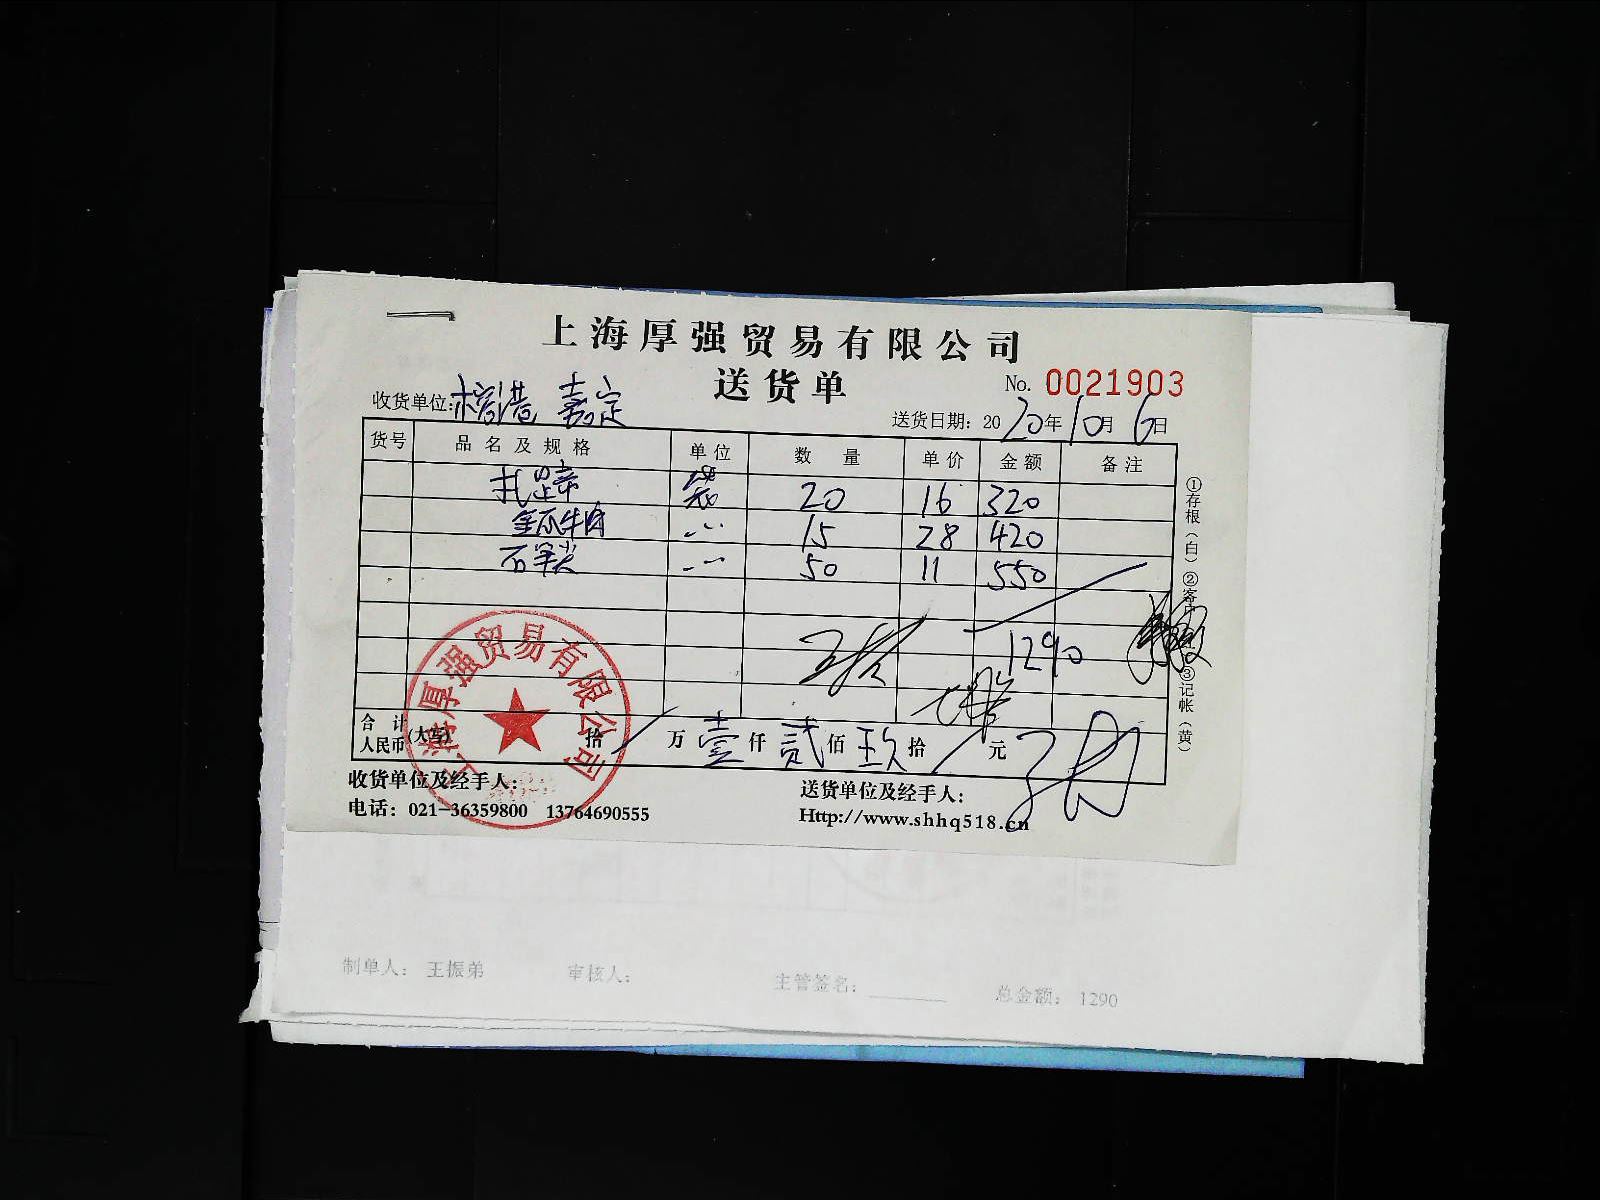 上海厚强贸易有限公司
送货单
No. 0021903
收货单位: 嘉定
送货日期：2020年10月6日
货号 品名及规格 单位 数量 单价 金额 备注
扎蹄 袋 20 16 320
牛肉 15 28 420
50 11 550
1290
合计人民币(大写) 拾 万 壹 仟 贰 佰 玖 拾 元
收货单位及经手人：
送货单位及经手人：
电话：021-36359800 13764690555
Http://www.shhq518.cn
①存根（白）②客户 ③记帐（黄）
上海厚强贸易有限公司
制单人： 王振弟 审核人： 主管签名： 总金额： 1290